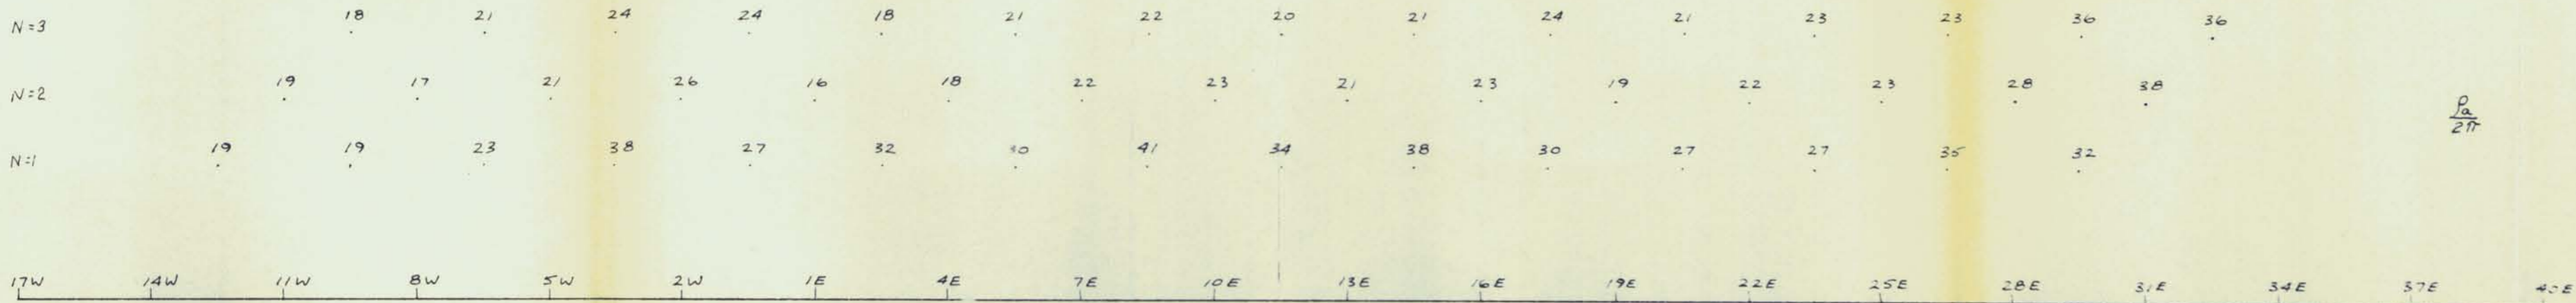 N=3 18 21 24 24 18 21 22 20 21 24 21 23 23 36 36
N=2 19 17 21 26 16 18 22 23 21 23 19 22 23 28 38
ρa
2π
N=1 19 19 23 38 27 32 30 41 34 38 30 27 27 35 32
17W 14W 11W 8W 5W 2W 1E 4E 7E 10E 13E 16E 19E 22E 25E 28E 31E 34E 37E 40E